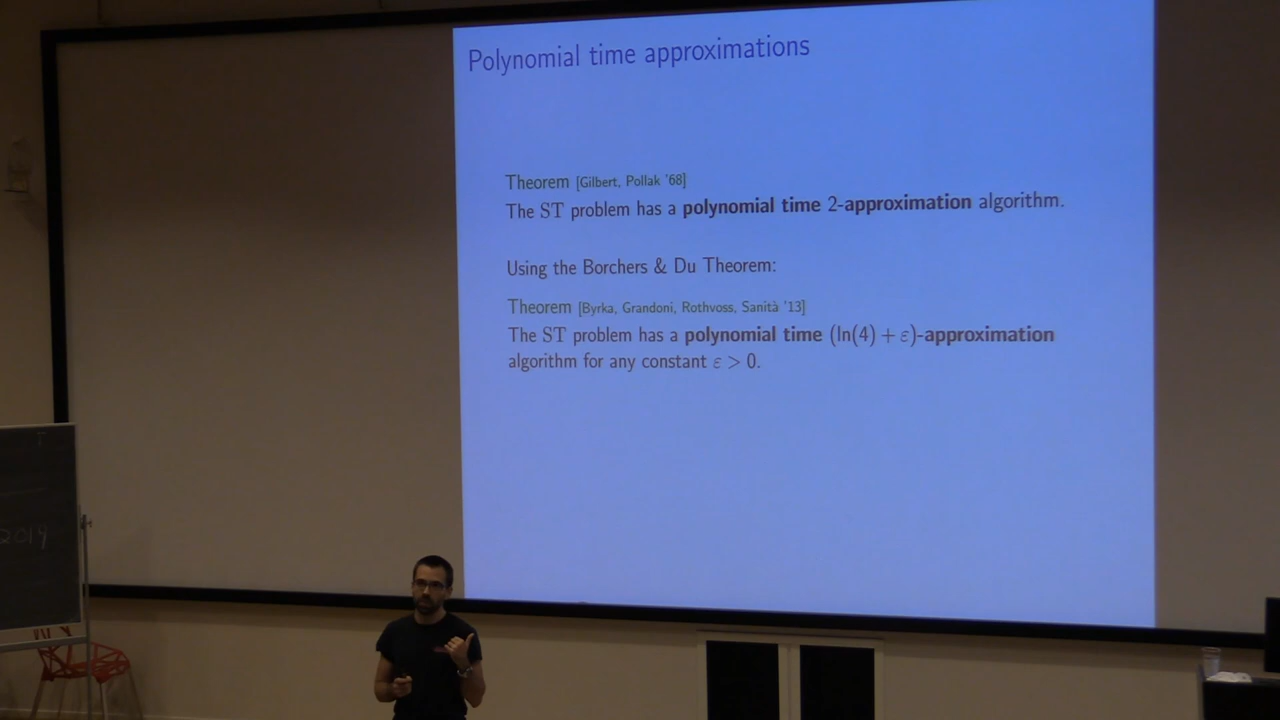 Polynomial time approximations
Theorem [Gilbert, Pollak '68]
The ST problem has a polynomial time 2-approximation algorithm.
Using the Borchers & Du Theorem:
Theorem [Byrka, Grandoni, Rothvoss, Sanità '13]
The ST problem has a polynomial time (ln(4) + ε)-approximation
algorithm for any constant ε > 0.
2019